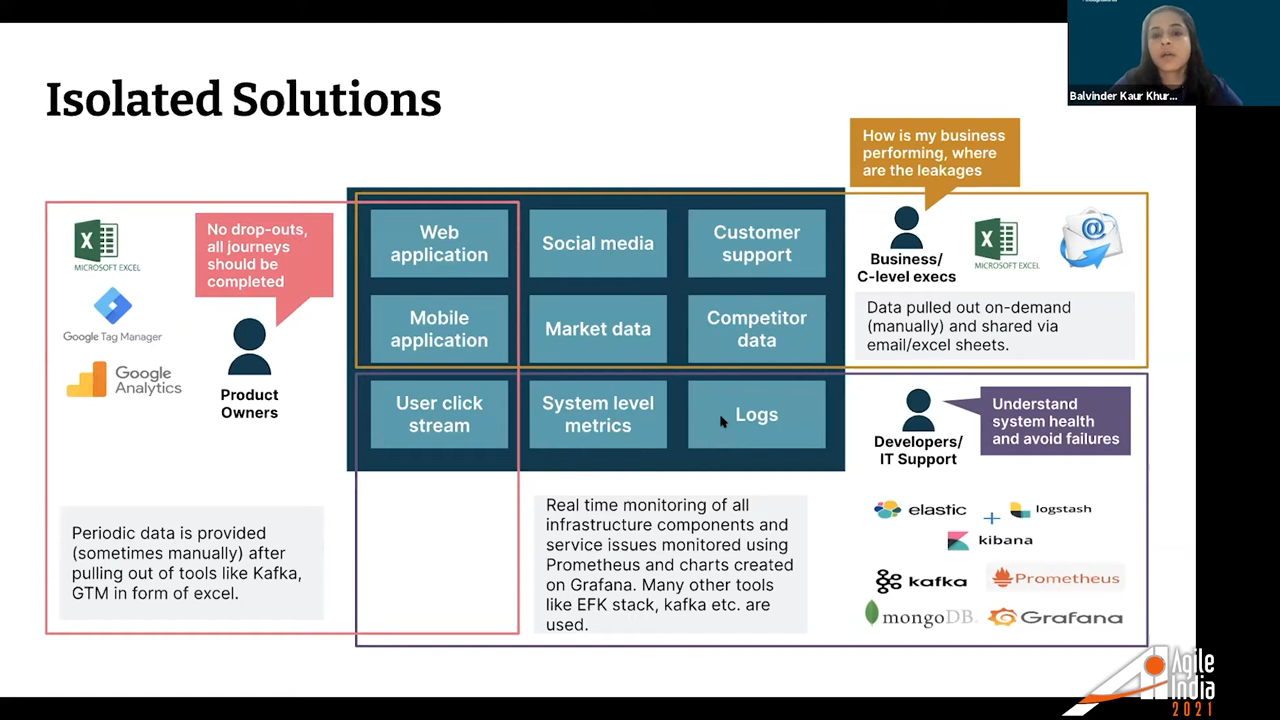 Balvinder Kaur Khur...
Isolated Solutions
How is my business
performing, where
are the leakages
No drop-outs,
all journeys
should be
completed
MICROSOFT EXCEL
Google Tag Manager
Google
Analytics
Product
Owners
Web
application
Social media
Customer
support
Mobile
application
Market data
Competitor
data
User click
stream
System level
metrics
Logs
Business/
C-level execs
MICROSOFT EXCEL
@
Data pulled out on-demand
(manually) and shared via
email/excel sheets.
Developers/
IT Support
Understand
system health
and avoid failures
Periodic data is provided
(sometimes manually) after
pulling out of tools like Kafka,
GTM in form of excel.
Real time monitoring of all
infrastructure components and
service issues monitored using
Prometheus and charts created
on Grafana. Many other tools
like EFK stack, kafka etc. are
used.
elastic
+
logstash
kibana
kafka
Prometheus
mongoDB.
Grafana
Agile
India
2021